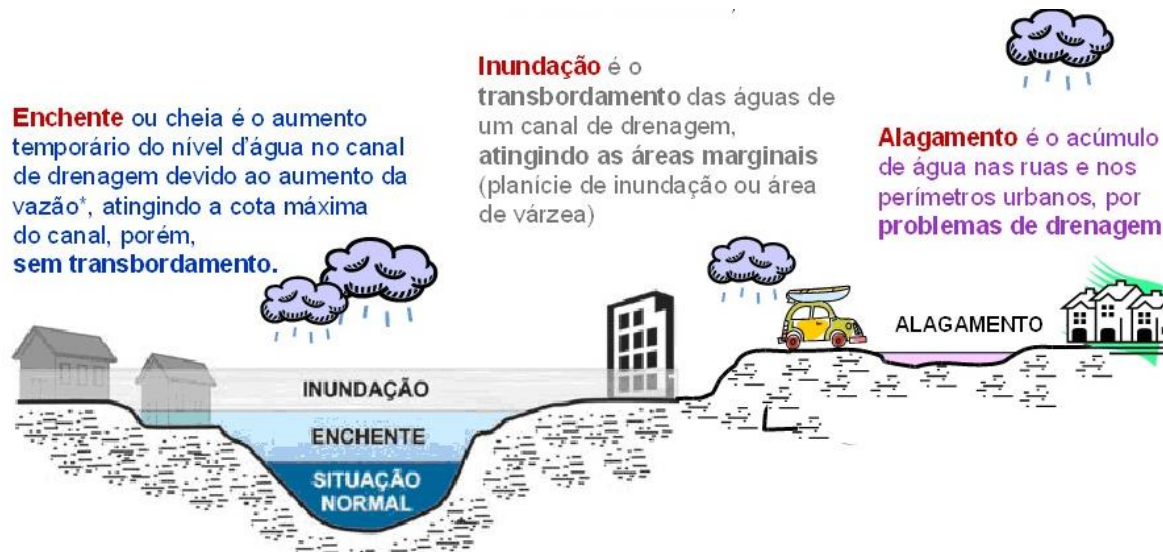 Enchente ou cheia é o aumento
temporário do nível d'água no canal
de drenagem devido ao aumento da
vazão*, atingindo a cota máxima
do canal, porém,
sem transbordamento.
Inundação é o
transbordamento das águas de
um canal de drenagem,
atingindo as áreas marginais
(planície de inundação ou área
de várzea)
Alagamento é o acúmulo
de água nas ruas e nos
perímetros urbanos, por
problemas de drenagem
ALAGAMENTO
INUNDAÇÃO
ENCHENTE
SITUAÇÃO
NORMAL